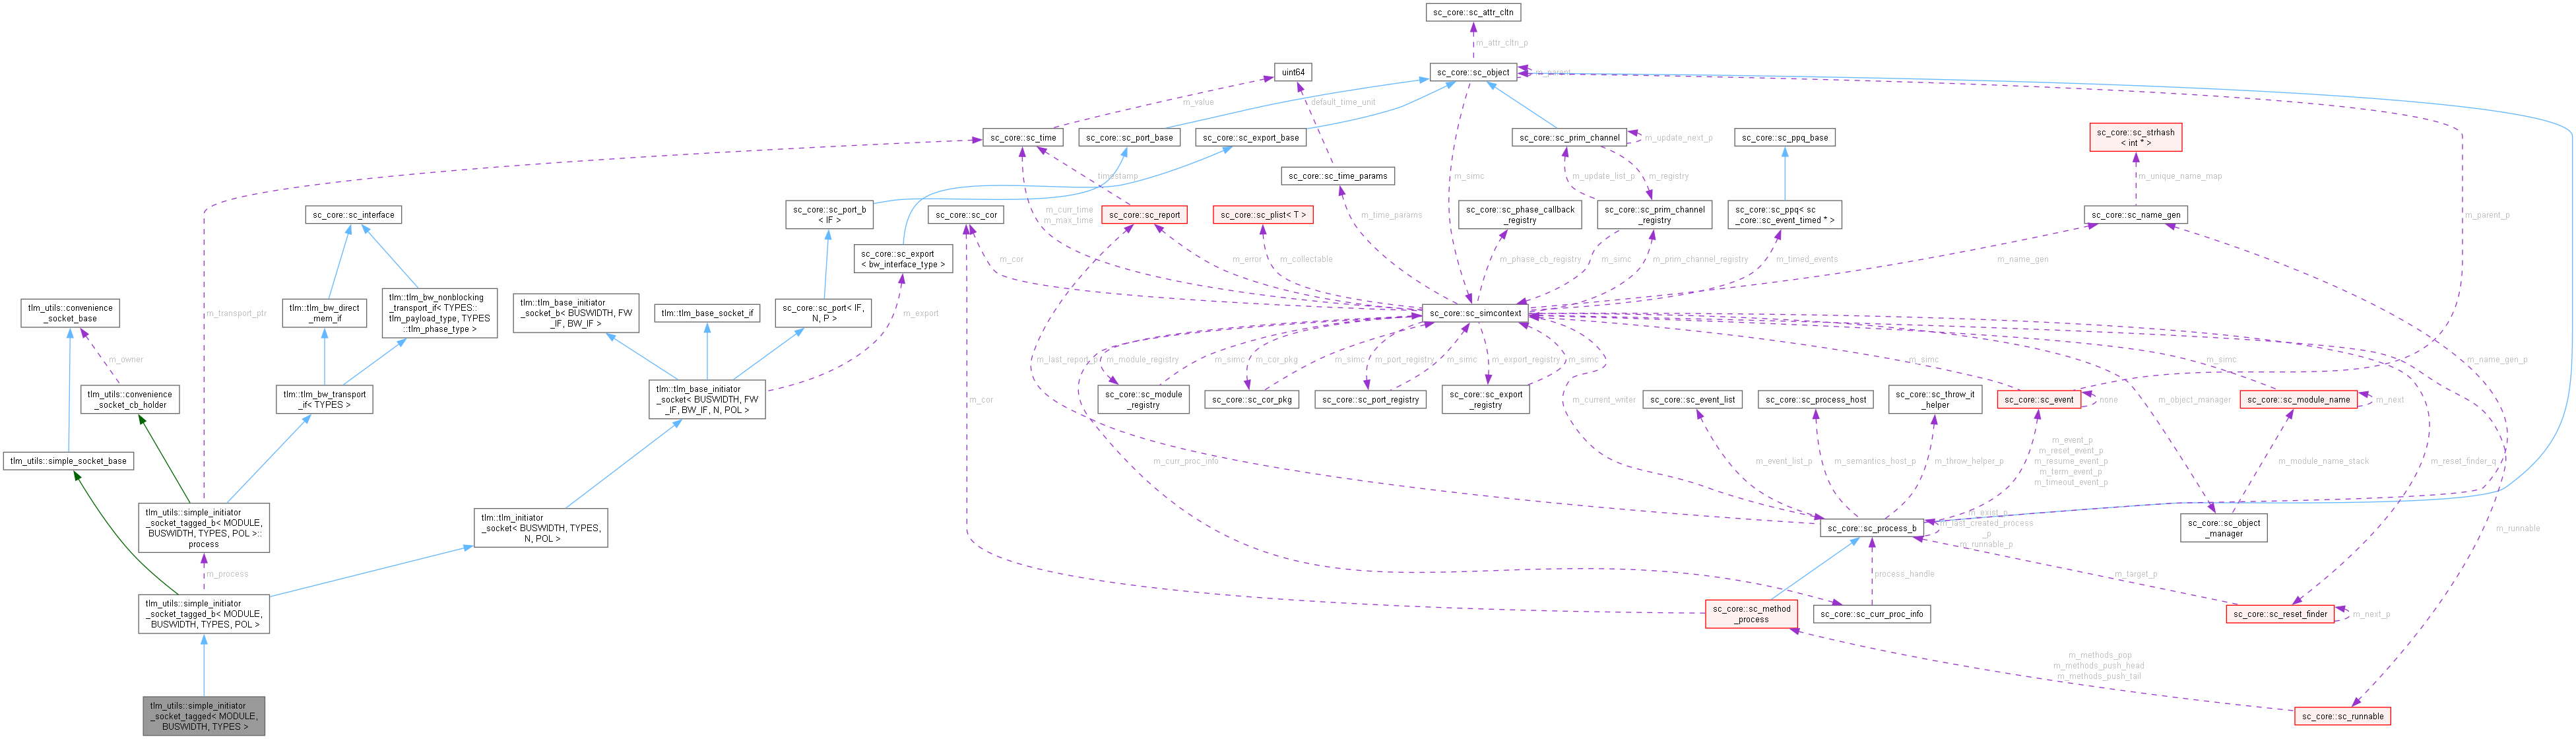 sc_core::sc_attr_cltn
m_attr_cltn_p
uint64
sc_core::sc_object
m_parent
m_value
default_time_unit
sc_core::sc_time
sc_core::sc_port_base
sc_core::sc_export_base
sc_core::sc_prim_channel
m_update_next_p
sc_core::sc_ppq_base
sc_core::sc_strhash
< int * >
timestamp
sc_core::sc_time_params
m_simc
m_update_list_p
m_registry
m_unique_name_map
sc_core::sc_interface
sc_core::sc_port_b
< IF >
sc_core::sc_cor
m_curr_time
m_max_time
sc_core::sc_report
sc_core::sc_plist< T >
m_time_params
sc_core::sc_phase_callback
_registry
sc_core::sc_prim_channel
_registry
sc_core::sc_ppq< sc
_core::sc_event_timed * >
sc_core::sc_name_gen
m_parent_p
sc_core::sc_export
< bw_interface_type >
m_cor
m_error
m_collectable
m_phase_cb_registry
m_simc
m_prim_channel_registry
m_timed_events
m_name_gen
tlm_utils::convenience
_socket_base
m_transport_ptr
tlm::tlm_bw_direct
_mem_if
tlm::tlm_bw_nonblocking
_transport_if< TYPES::
tlm_payload_type, TYPES
::tlm_phase_type >
tlm::tlm_base_initiator
_socket_b< BUSWIDTH, FW
_IF, BW_IF >
tlm::tlm_base_socket_if
sc_core::sc_port< IF,
N, P >
m_export
sc_core::sc_simcontext
m_owner
m_last_report_p
m_module_registry
m_simc
m_cor_pkg
m_simc
m_port_registry
m_simc
m_export_registry
m_simc
m_simc
m_simc
m_name_gen_p
tlm_utils::convenience
_socket_cb_holder
tlm::tlm_bw_transport
_if< TYPES >
tlm::tlm_base_initiator
_socket< BUSWIDTH, FW
_IF, BW_IF, N, POL >
m_cor
sc_core::sc_module
_registry
sc_core::sc_cor_pkg
sc_core::sc_port_registry
sc_core::sc_export
_registry
m_current_writer
sc_core::sc_event_list
sc_core::sc_process_host
sc_core::sc_throw_it
_helper
sc_core::sc_event
none
m_object_manager
sc_core::sc_module_name
m_next
tlm_utils::simple_socket_base
m_curr_proc_info
m_event_list_p
m_semantics_host_p
m_throw_helper_p
m_event_p
m_reset_event_p
m_resume_event_p
m_term_event_p
m_timeout_event_p
m_module_name_stack
m_reset_finder_q
tlm_utils::simple_initiator
_socket_tagged_b< MODULE,
BUSWIDTH, TYPES, POL >::
process
tlm::tlm_initiator
_socket< BUSWIDTH, TYPES,
N, POL >
sc_core::sc_process_b
m_exist_p
m_last_created_process
_p
m_runnable_p
sc_core::sc_object
_manager
m_runnable
m_process
process_handle
m_target_p
tlm_utils::simple_initiator
_socket_tagged_b< MODULE,
BUSWIDTH, TYPES, POL >
sc_core::sc_method
_process
sc_core::sc_curr_proc_info
sc_core::sc_reset_finder
m_next_p
m_methods_pop
m_methods_push_head
m_methods_push_tail
tlm_utils::simple_initiator
_socket_tagged< MODULE,
BUSWIDTH, TYPES >
sc_core::sc_runnable